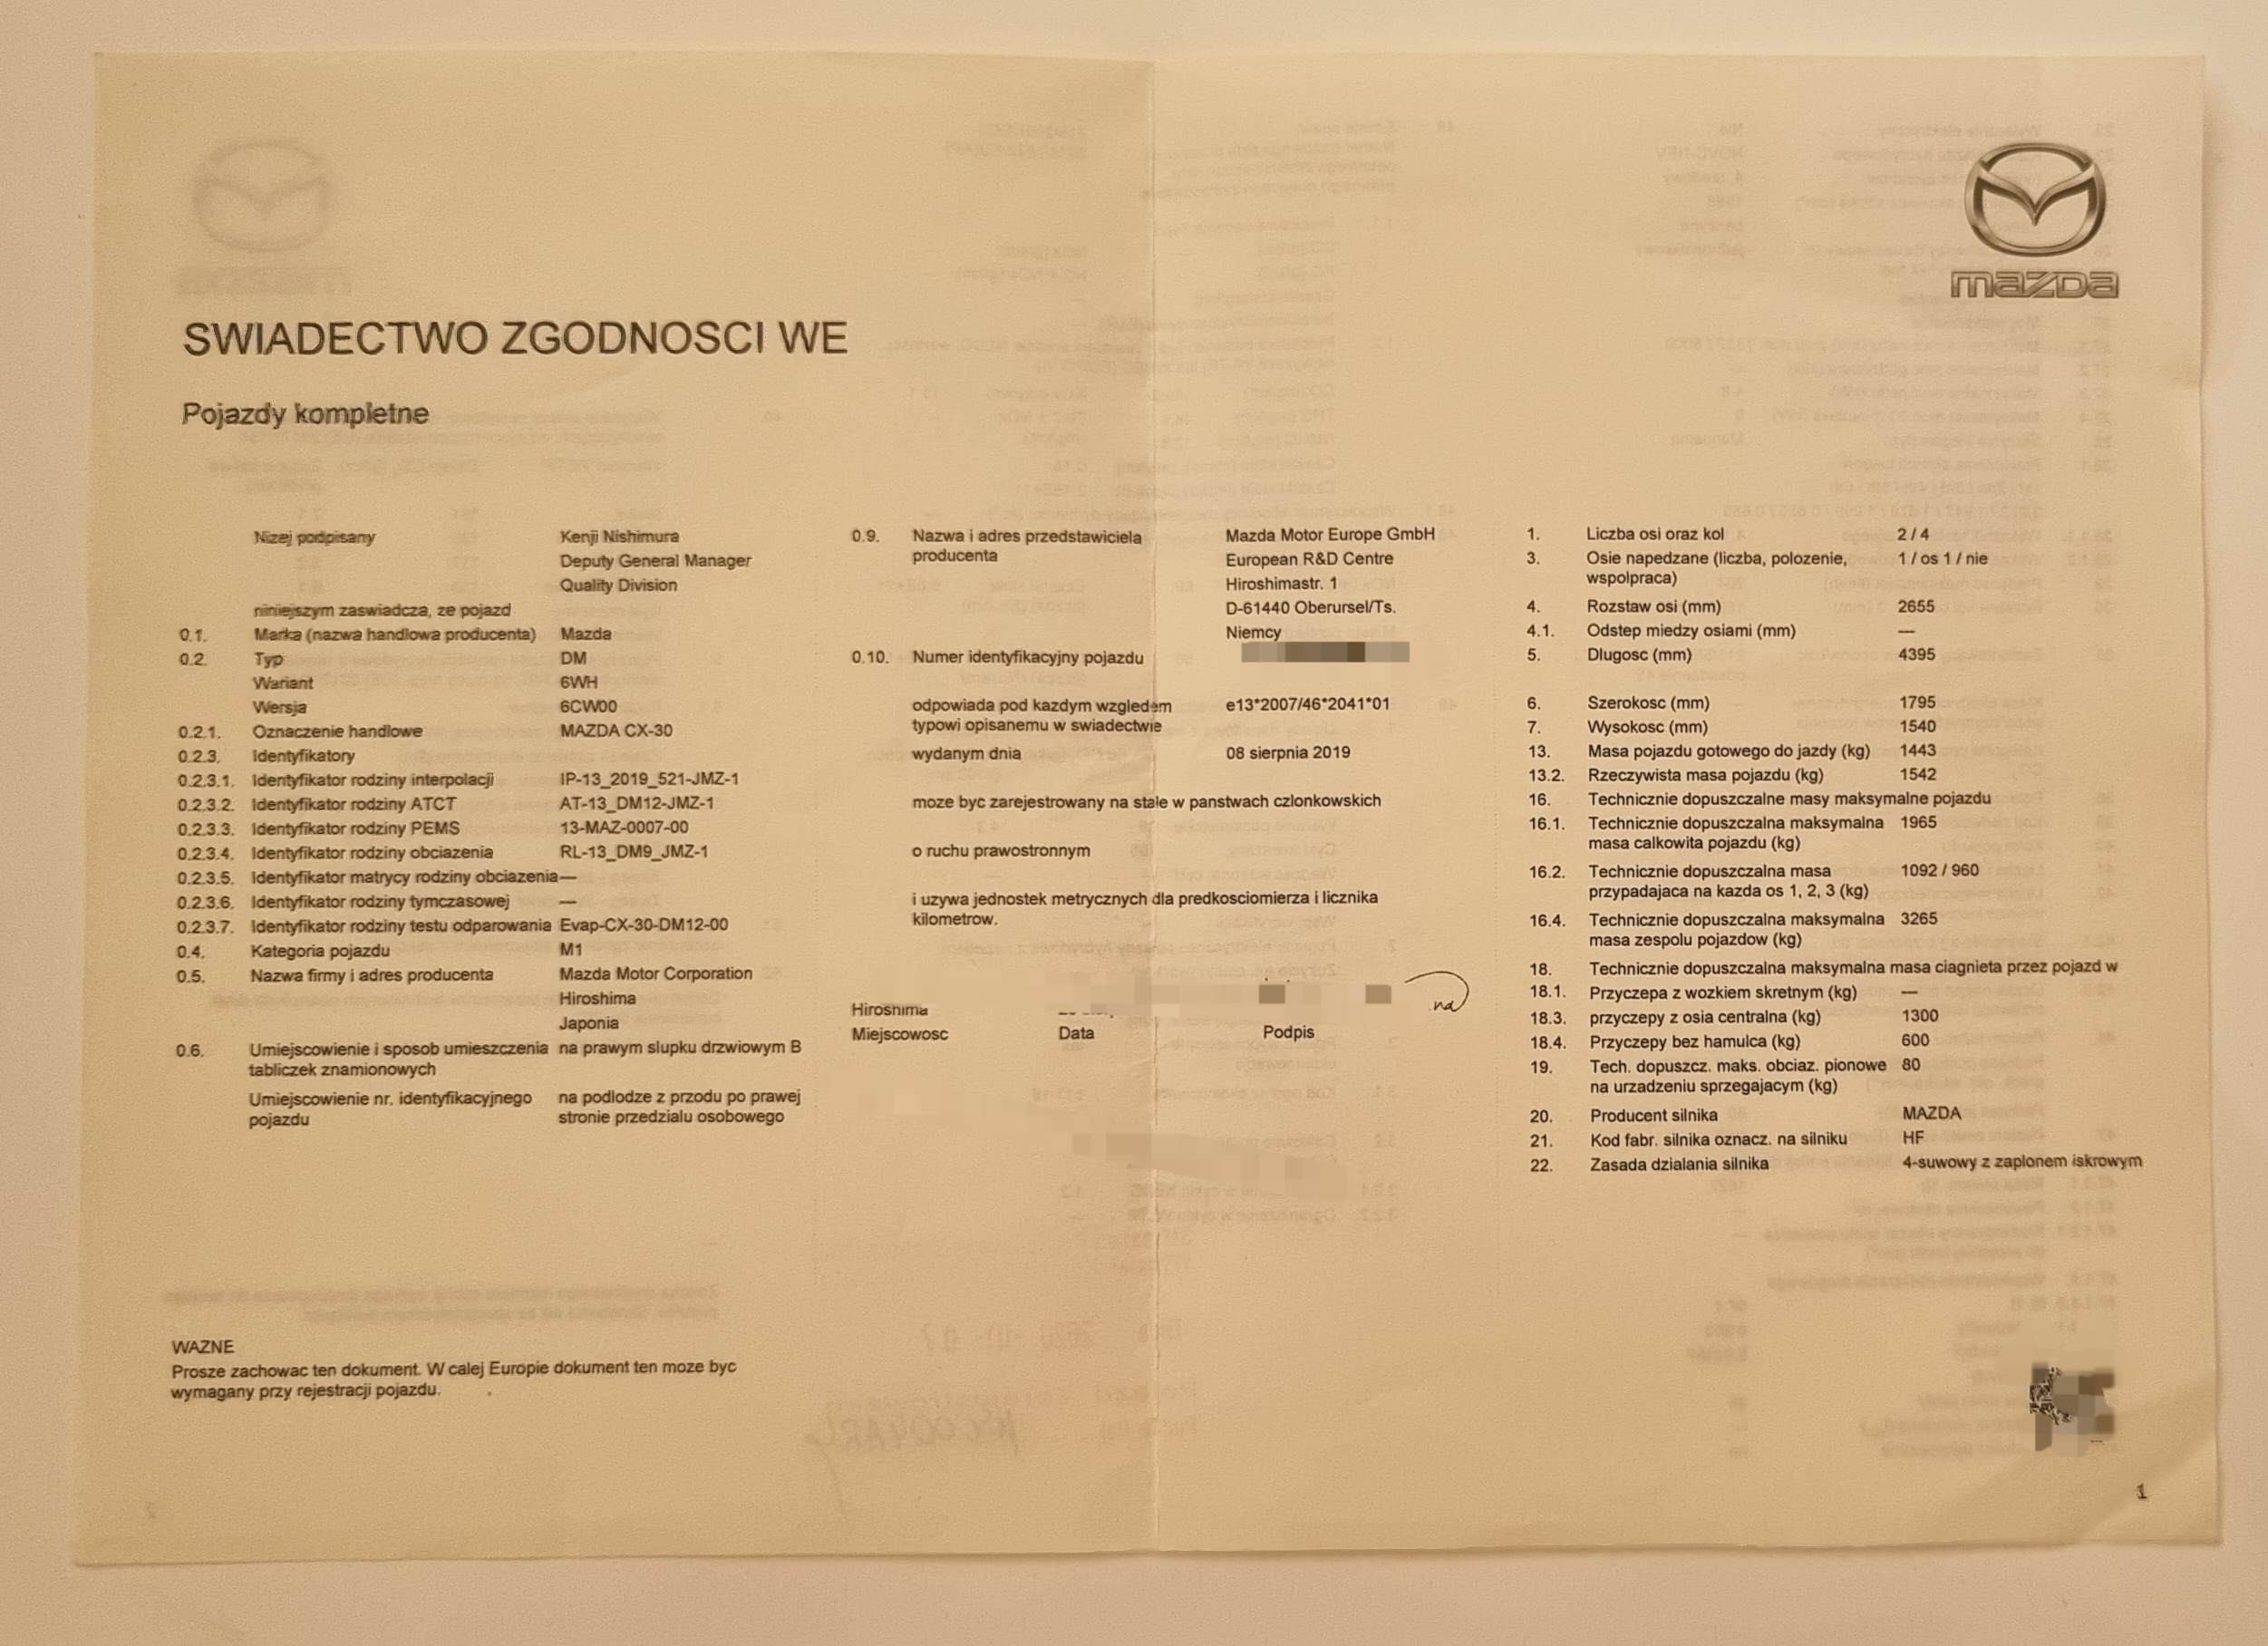 mazda
SWIADECTWO ZGODNOSCI WE
Pojazdy kompletne
Nizej podpisany Kenji Nishimura
Deputy General Manager
Quality Division
niniejszym zaswiadcza, ze pojazd
0.1. Marka (nazwa handlowa producenta) Mazda
0.2. Typ DM
Wariant 6WH
Wersja 6CW00
0.2.1. Oznaczenie handlowe MAZDA CX-30
0.2.3. Identyfikatory
0.2.3.1. Identyfikator rodziny interpolacji IP-13_2019_521-JMZ-1
0.2.3.2. Identyfikator rodziny ATCT AT-13_DM12-JMZ-1
0.2.3.3. Identyfikator rodziny PEMS 13-MAZ-0007-00
0.2.3.4. Identyfikator rodziny obciazenia RL-13_DM9_JMZ-1
0.2.3.5. Identyfikator matrycy rodziny obciazenia —
0.2.3.6. Identyfikator rodziny tymczasowej —
0.2.3.7. Identyfikator rodziny testu odparowania Evap-CX-30-DM12-00
0.4. Kategoria pojazdu M1
0.5. Nazwa firmy i adres producenta Mazda Motor Corporation
Hiroshima
Japonia
0.6. Umiejscowienie i sposob umieszczenia na prawym slupku drzwiowym B
tabliczek znamionowych
Umiejscowienie nr. identyfikacyjnego na podlodze z przodu po prawej
pojazdu stronie przedzialu osobowego
WAZNE
Prosze zachowac ten dokument. W calej Europie dokument ten moze byc
wymagany przy rejestracji pojazdu.
0.9. Nazwa i adres przedstawiciela Mazda Motor Europe GmbH
producenta European R&D Centre
Hiroshimastr. 1
D-61440 Oberursel/Ts.
Niemcy
0.10. Numer identyfikacyjny pojazdu
odpowiada pod kazdym wzgledem e13*2007/46*2041*01
typowi opisanemu w swiadectwie
wydanym dnia 08 sierpnia 2019
moze byc zarejestrowany na stale w panstwach czlonkowskich
o ruchu prawostronnym
i uzywa jednostek metrycznych dla predkosciomierza i licznika
kilometrow.
Hiroshima
Miejscowosc Data Podpis
1. Liczba osi oraz kol 2 / 4
3. Osie napedzane (liczba, polozenie, 1 / os 1 / nie
wspolpraca)
4. Rozstaw osi (mm) 2655
4.1. Odstep miedzy osiami (mm) —
5. Dlugosc (mm) 4395
6. Szerokosc (mm) 1795
7. Wysokosc (mm) 1540
13. Masa pojazdu gotowego do jazdy (kg) 1443
13.2. Rzeczywista masa pojazdu (kg) 1542
16. Technicznie dopuszczalne masy maksymalne pojazdu
16.1. Technicznie dopuszczalna maksymalna 1965
masa calkowita pojazdu (kg)
16.2. Technicznie dopuszczalna masa 1092 / 960
przypadajaca na kazda os 1, 2, 3 (kg)
16.4. Technicznie dopuszczalna maksymalna 3265
masa zespolu pojazdow (kg)
18. Technicznie dopuszczalna maksymalna masa ciagnieta przez pojazd w
18.1. Przyczepa z wozkiem skretnym (kg) —
18.3. przyczepy z osia centralna (kg) 1300
18.4. Przyczepy bez hamulca (kg) 600
19. Tech. dopuszcz. maks. obciaz. pionowe 80
na urzadzeniu sprzegajacym (kg)
20. Producent silnika MAZDA
21. Kod fabr. silnika oznacz. na silniku HF
22. Zasada dzialania silnika 4-suwowy z zaplonem iskrowym
1